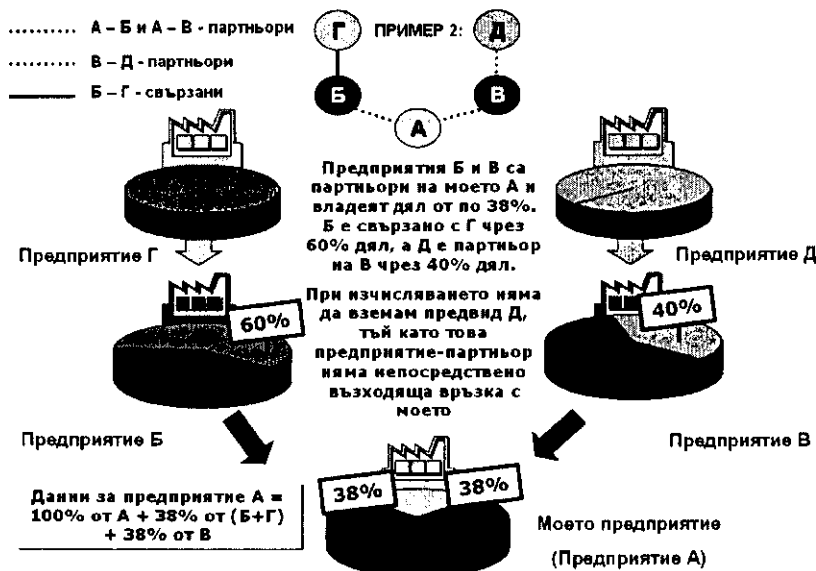 А – Б и А – В - партньори
В – Д - партньори
Б – Г - свързани
ПРИМЕР 2:
Г
Д
Б
В
А
Предприятия Б и В са
партньори на моето А и
владеят дял от по 38%.
Б е свързано с Г чрез
60% дял, а Д е партньор
на В чрез 40% дял.
Предприятие Г
Предприятие Д
При изчисляването няма
да вземам предвид Д,
тъй като това
предприятие-партньор
няма непосредствено
възходяща връзка с
моето
60%
40%
Предприятие Б
Предприятие В
Данни за предприятие А =
100% от А + 38% от (Б+Г)
+ 38% от В
38%
38%
Моето предприятие
(Предприятие А)